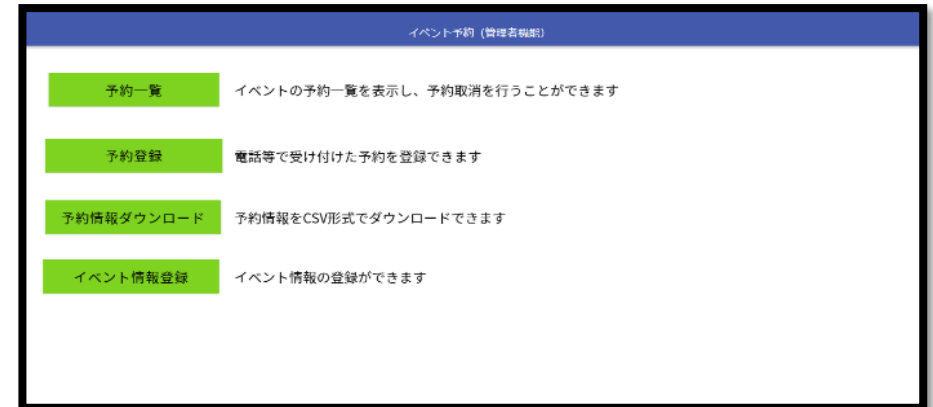 イベント予約（管理者機能）
予約一覧 イベントの予約一覧を表示し、予約取消を行うことができます
予約登録 電話等で受け付けた予約を登録できます
予約情報ダウンロード 予約情報をCSV形式でダウンロードできます
イベント情報登録 イベント情報の登録ができます